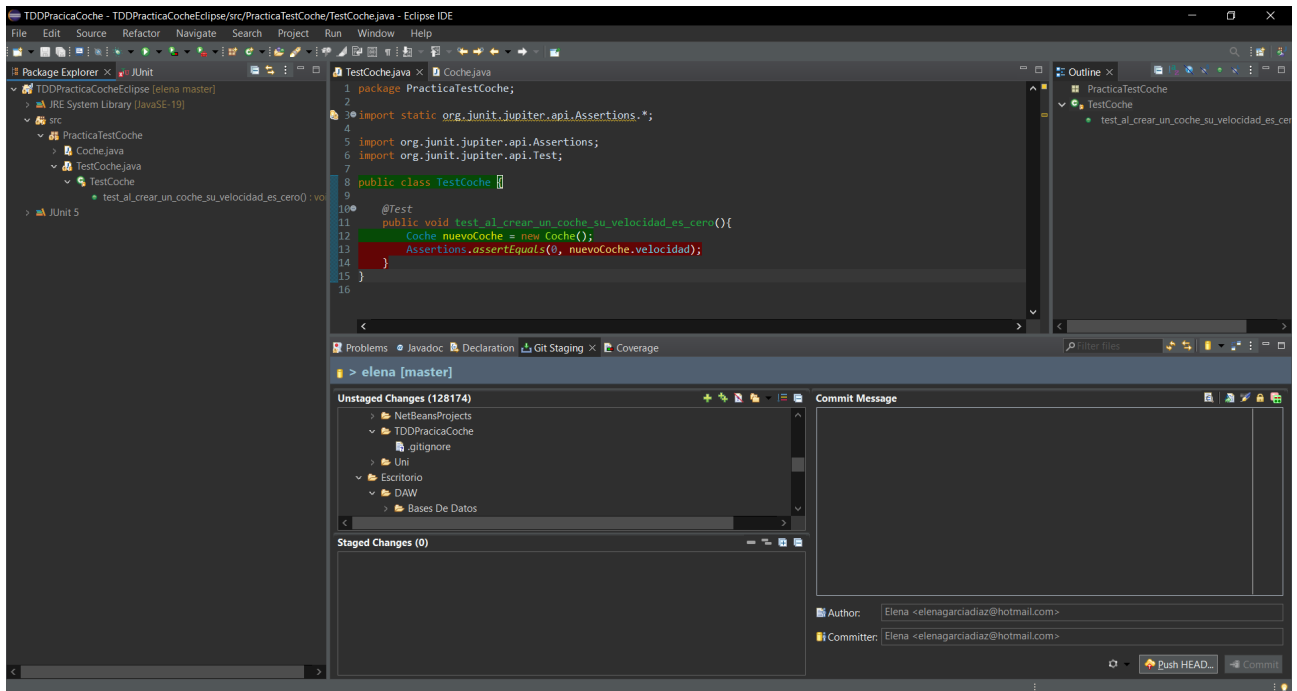 TDDPracicaCoche - TDDPracticaCocheEclipse/src/PracticaTestCoche/TestCoche.java - Eclipse IDE
File Edit Source Refactor Navigate Search Project Run Window Help
Package Explorer JUnit
TDDPracticaCocheEclipse [elena master]
JRE System Library [JavaSE-19]
src
PracticaTestCoche
Coche.java
TestCoche.java
TestCoche
test_al_crear_un_coche_su_velocidad_es_cero() : voi
JUnit 5
TestCoche.java Coche.java
1 package PracticaTestCoche;
2
3 import static org.junit.jupiter.api.Assertions.*;
4
5 import org.junit.jupiter.api.Assertions;
6 import org.junit.jupiter.api.Test;
7
8 public class TestCoche {
9
10 @Test
11 public void test_al_crear_un_coche_su_velocidad_es_cero(){
12 Coche nuevoCoche = new Coche();
13 Assertions.assertEquals(0, nuevoCoche.velocidad);
14 }
15 }
16
Outline
PracticaTestCoche
TestCoche
test_al_crear_un_coche_su_velocidad_es_cer
Problems Javadoc Declaration Git Staging Coverage
Filter files
> elena [master]
Unstaged Changes (128174)
NetBeansProjects
TDDPracicaCoche
.gitignore
Uni
Escritorio
DAW
Bases De Datos
Staged Changes (0)
Commit Message
Author: Elena <elenagarciadiaz@hotmail.com>
Committer: Elena <elenagarciadiaz@hotmail.com>
Push HEAD... Commit